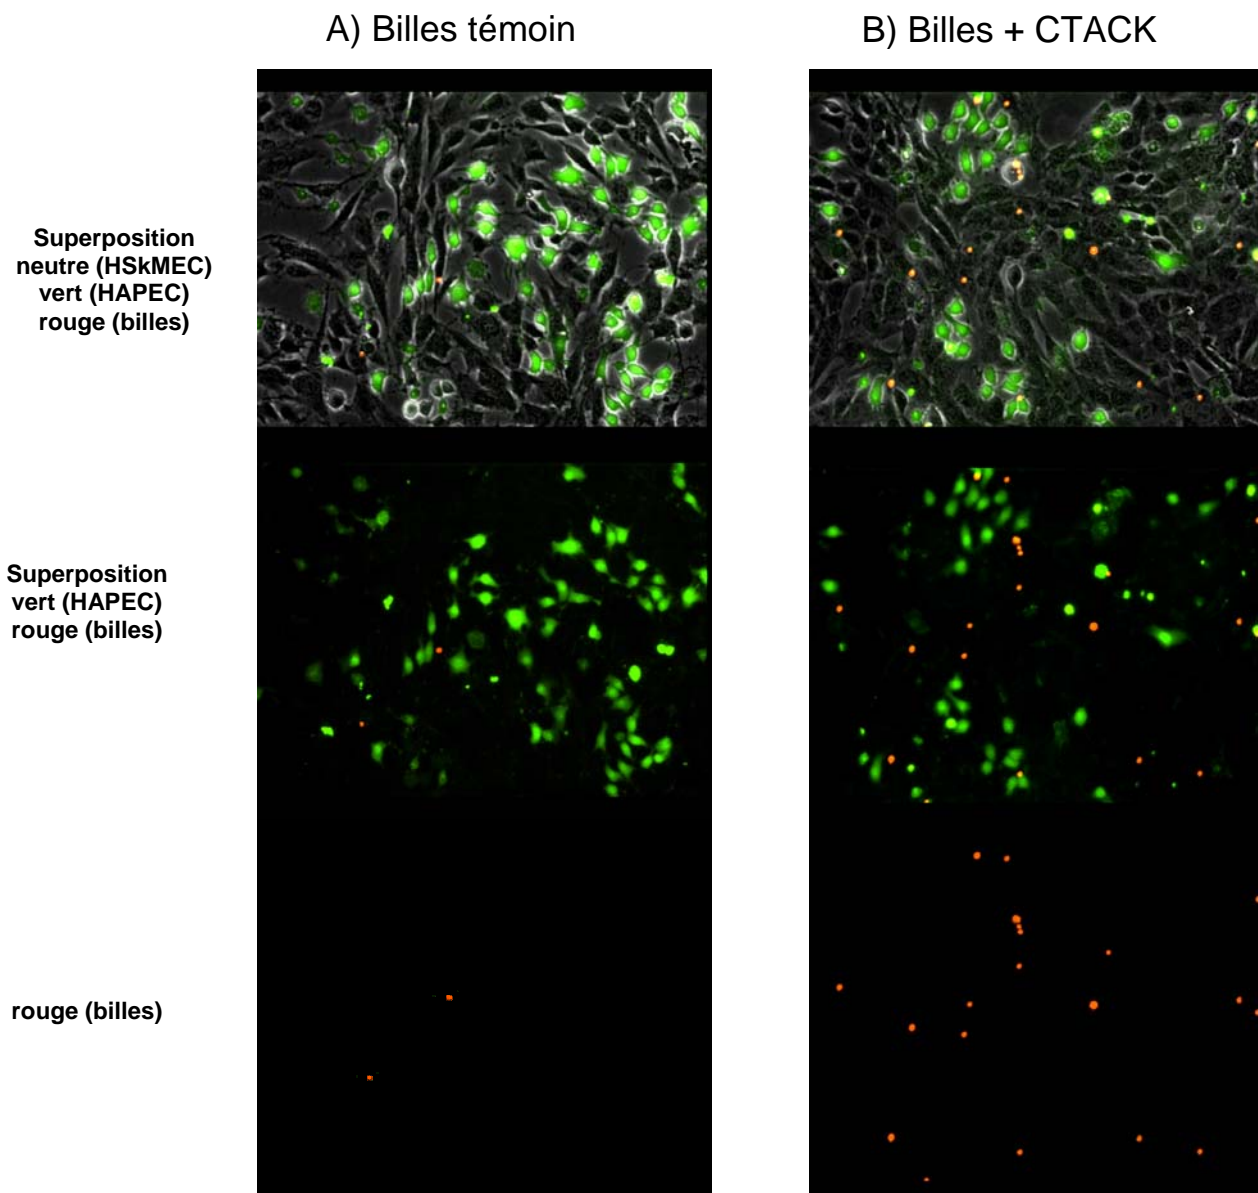 A) Billes témoin
B) Billes + CTACK
Superposition
neutre (HSkMEC)
vert (HAPEC)
rouge (billes)
Superposition
vert (HAPEC)
rouge (billes)
rouge (billes)